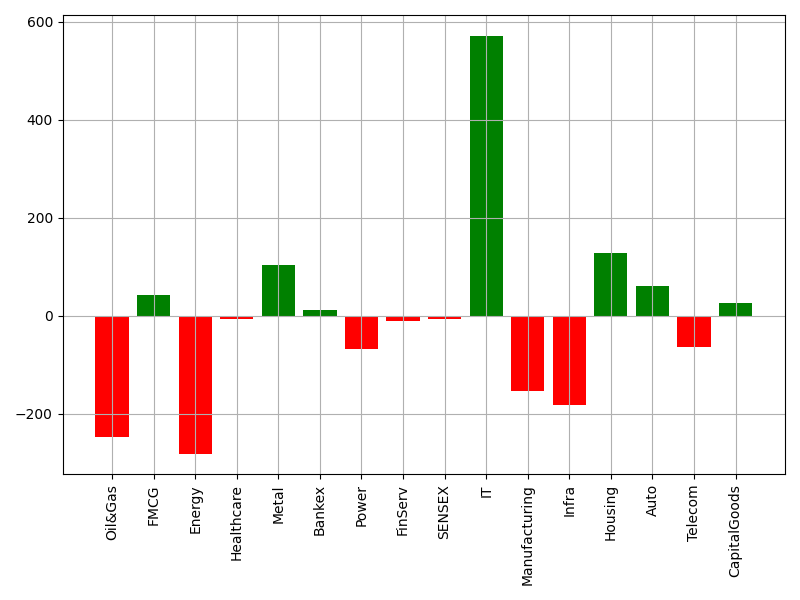 600
400
200
0
−200
Oil&Gas
FMCG
Energy
Healthcare
Metal
Bankex
Power
FinServ
SENSEX
IT
Manufacturing
Infra
Housing
Auto
Telecom
CapitalGoods